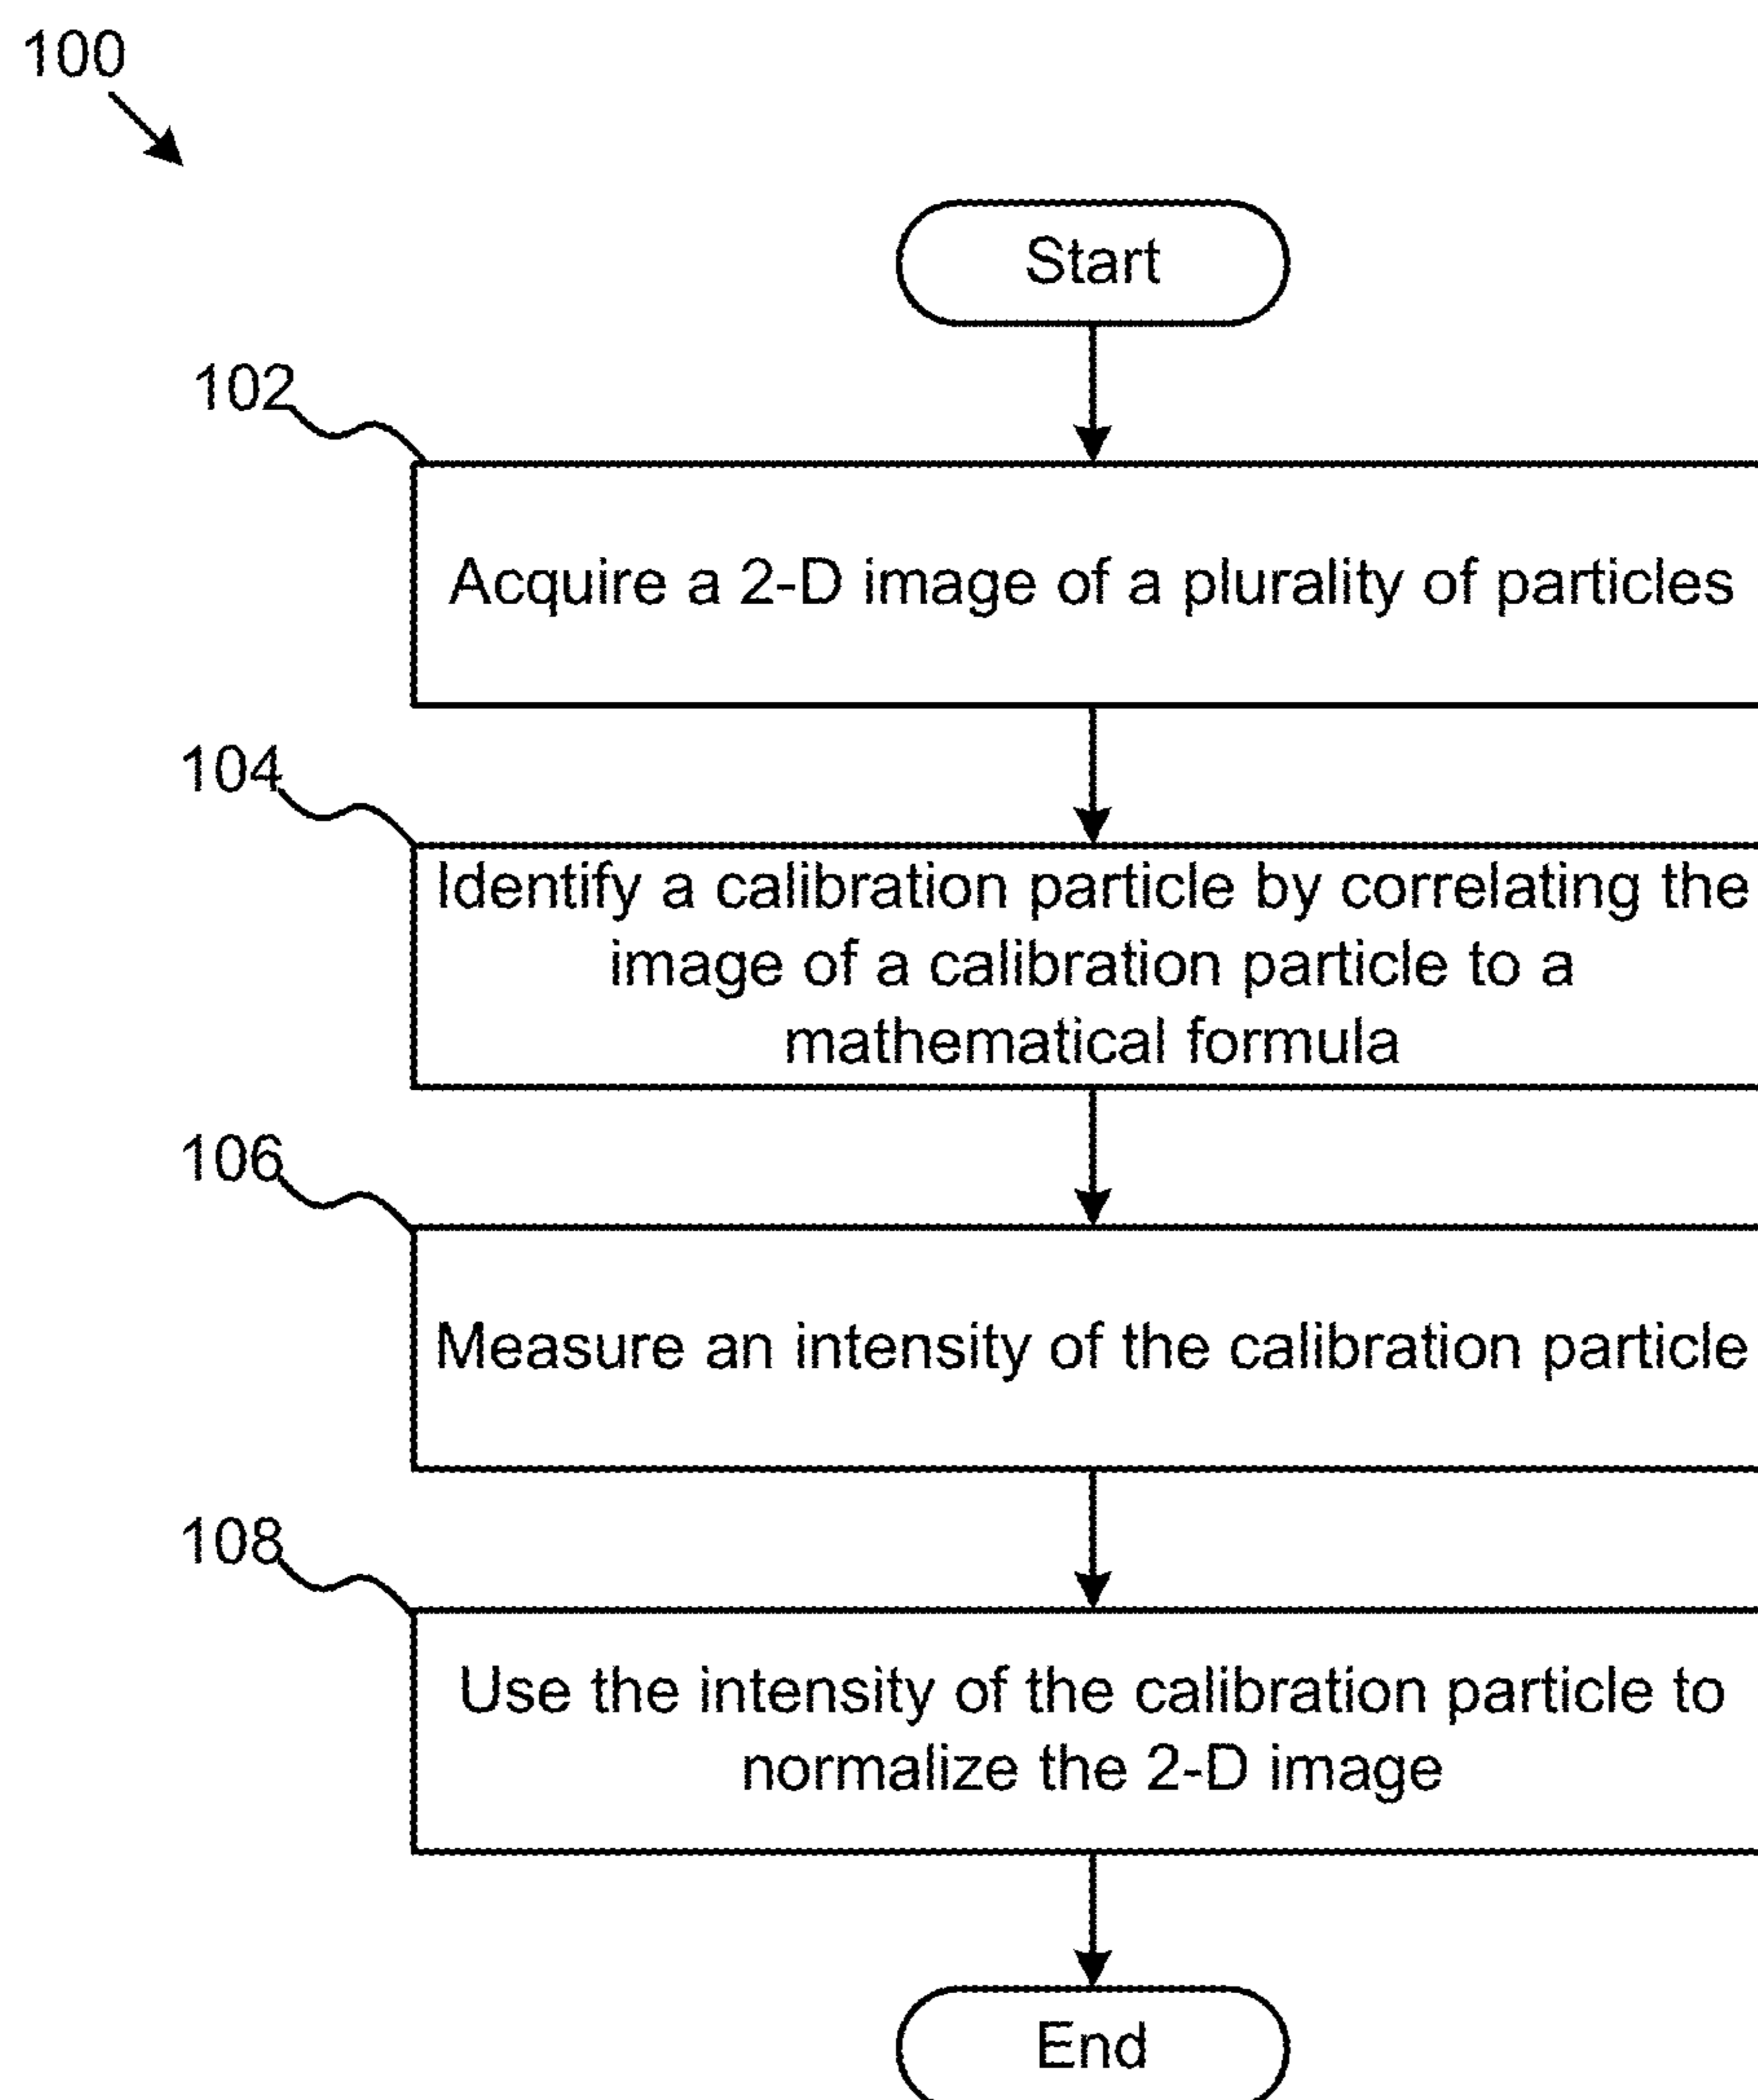 100
Start
102
Acquire a 2-D image of a plurality of particles
104
Identify a calibration particle by correlating the
image of a calibration particle to a
mathematical formula
106
Measure an intensity of the calibration particle
108
Use the intensity of the calibration particle to
normalize the 2-D image
End